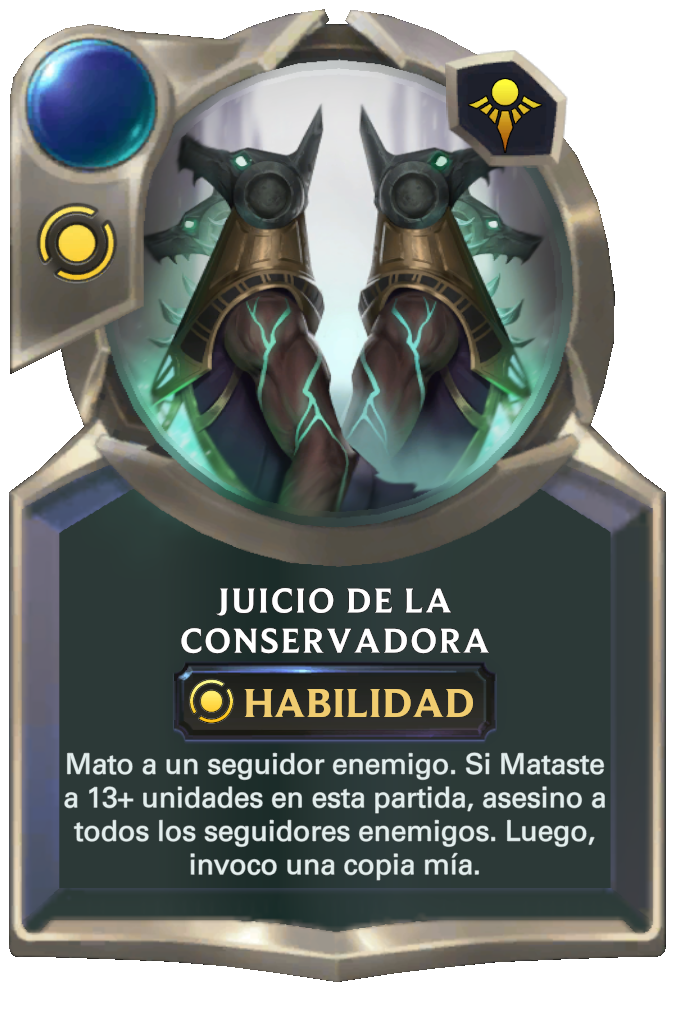 JUICIO DE LA
CONSERVADORA
HABILIDAD
Mato a un seguidor enemigo. Si Mataste
a 13+ unidades en esta partida, asesino a
todos los seguidores enemigos. Luego,
invoco una copia mía.